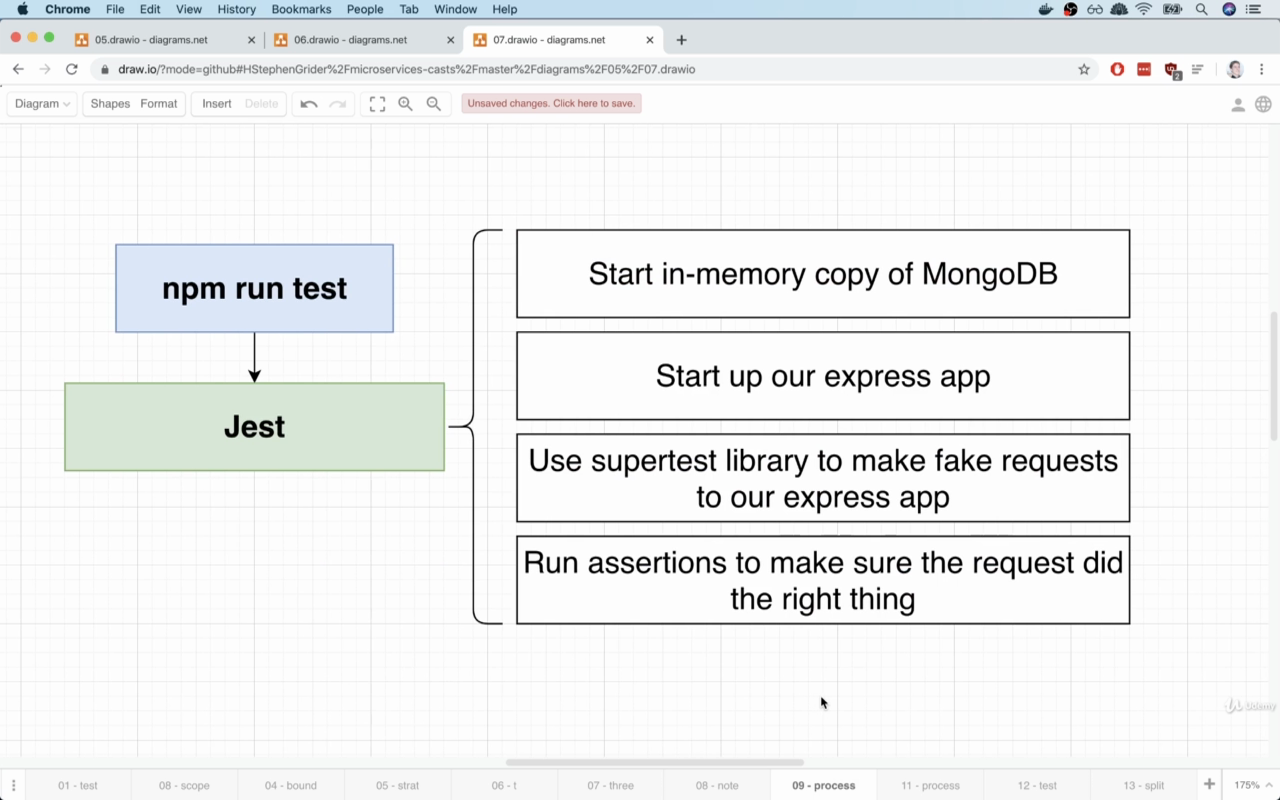 Chrome File Edit View History Bookmarks People Tab Window Help
05.drawio - diagrams.net
06.drawio - diagrams.net
07.drawio - diagrams.net
draw.io/?mode=github#HStephenGrider%2Fmicroservices-casts%2Fmaster%2Fdiagrams%2F05%2F07.drawio
2
Diagram Shapes Format Insert Delete Unsaved changes. Click here to save.
npm run test
Jest
Start in-memory copy of MongoDB
Start up our express app
Use supertest library to make fake requests
to our express app
Run assertions to make sure the request did
the right thing
Udemy
01 - test 08 - scope 04 - bound 05 - strat 06 - t 07 - three 08 - note 09 - process 11 - process 12 - test 13 - split 175%